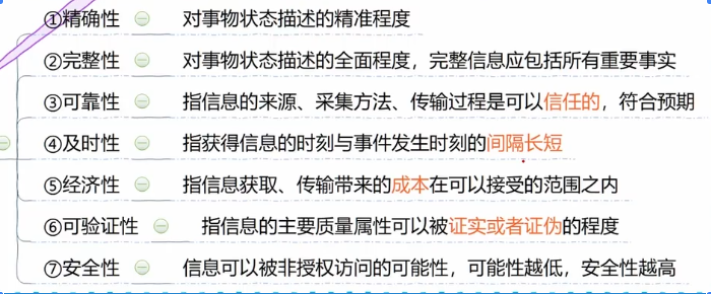 ①精确性 对事物状态描述的精准程度
②完整性 对事物状态描述的全面程度，完整信息应包括所有重要事实
③可靠性 指信息的来源、采集方法、传输过程是可以信任的，符合预期
④及时性 指获得信息的时刻与事件发生时刻的间隔长短
⑤经济性 指信息获取、传输带来的成本在可以接受的范围之内
⑥可验证性 指信息的主要质量属性可以被证实或者证伪的程度
⑦安全性 信息可以被非授权访问的可能性，可能性越低，安全性越高